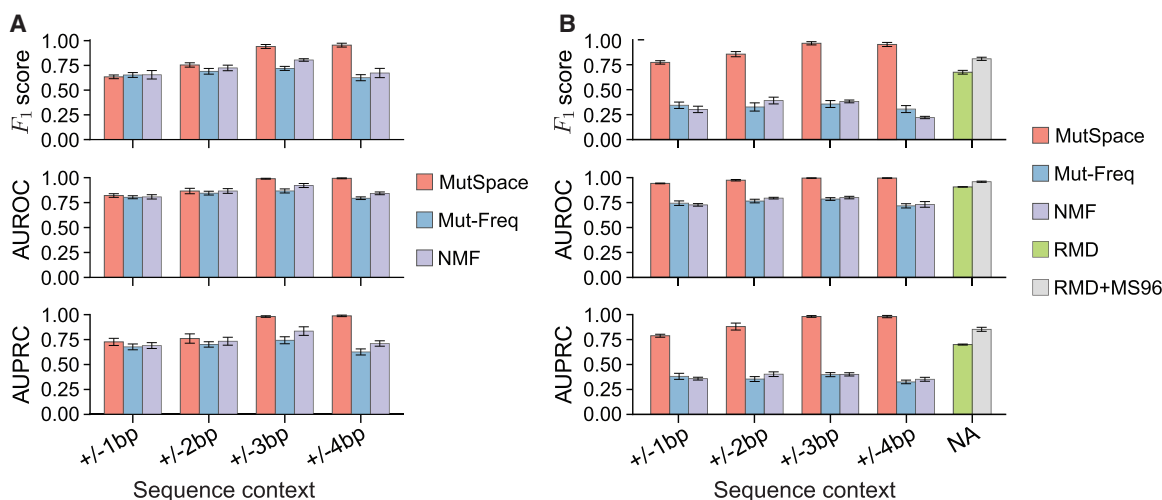 A
F1 score
1.00
0.75
0.50
0.25
0.00
AUROC
1.00
0.75
0.50
0.25
0.00
AUPRC
1.00
0.75
0.50
0.25
0.00
+/-1bp
+/-2bp
+/-3bp
+/-4bp
Sequence context
MutSpace
Mut-Freq
NMF
B
F1 score
1.00
0.75
0.50
0.25
0.00
AUROC
1.00
0.75
0.50
0.25
0.00
AUPRC
1.00
0.75
0.50
0.25
0.00
+/-1bp
+/-2bp
+/-3bp
+/-4bp
NA
Sequence context
MutSpace
Mut-Freq
NMF
RMD
RMD+MS96